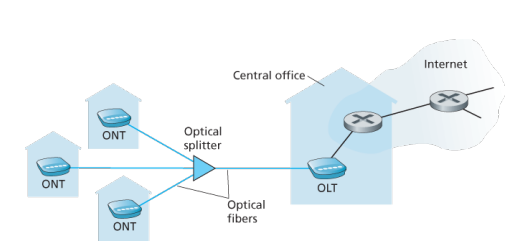 Internet
Central office
ONT
Optical
splitter
ONT
OLT
Optical
fibers
ONT